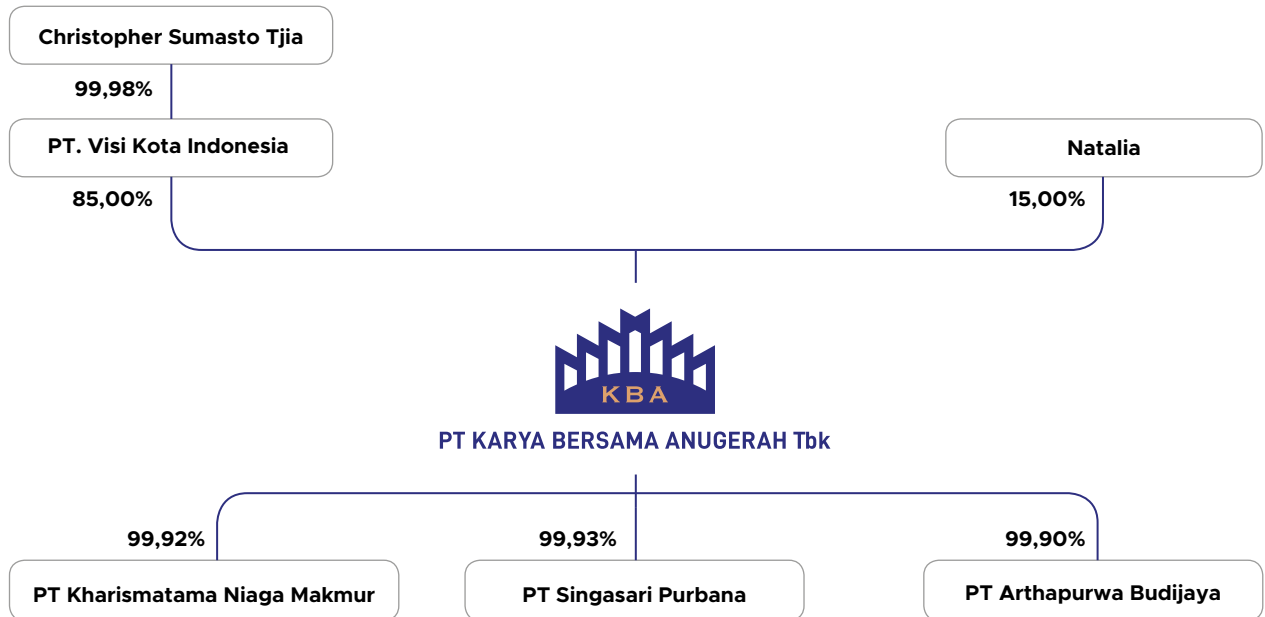 Christopher Sumasto Tjia
99,98%
PT. Visi Kota Indonesia
Natalia
85,00%
15,00%
KBA
PT KARYA BERSAMA ANUGERAH Tbk
99,92%
99,93%
99,90%
PT Kharismatama Niaga Makmur
PT Singasari Purbana
PT Arthapurwa Budijaya